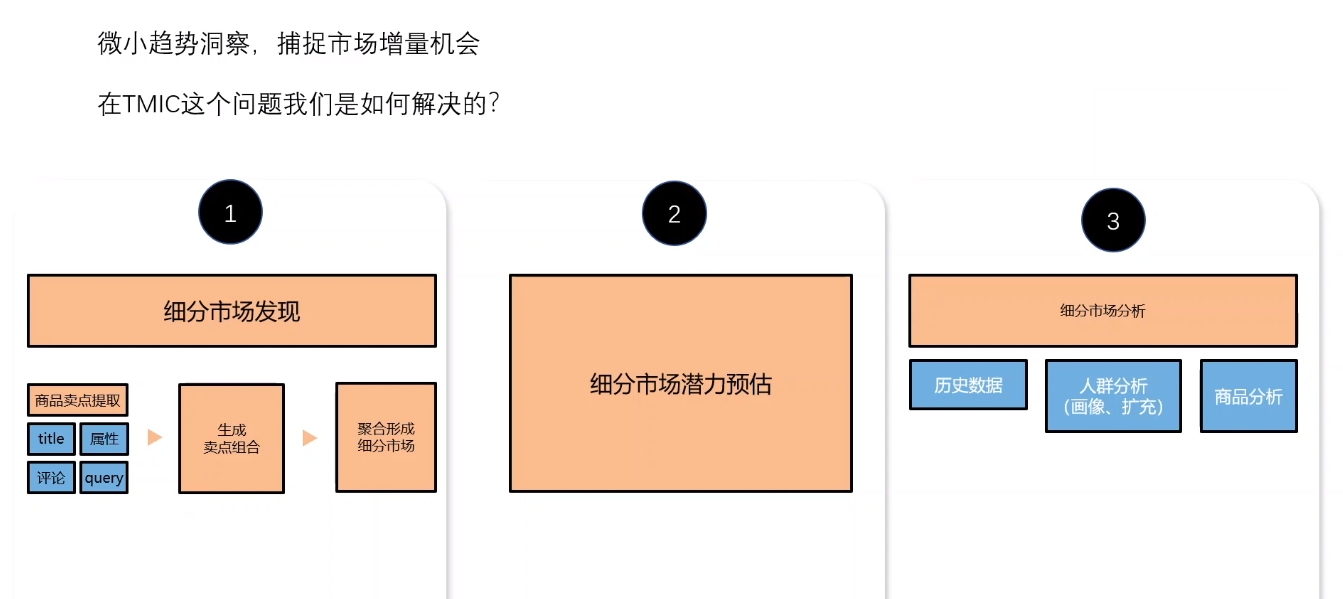 微小趋势洞察，捕捉市场增量机会
在TMIC这个问题我们是如何解决的？
1
细分市场发现
商品卖点提取
title
属性
评论
query
生成
卖点组合
聚合形成
细分市场
2
细分市场潜力预估
3
细分市场分析
历史数据
人群分析
（画像、扩充）
商品分析